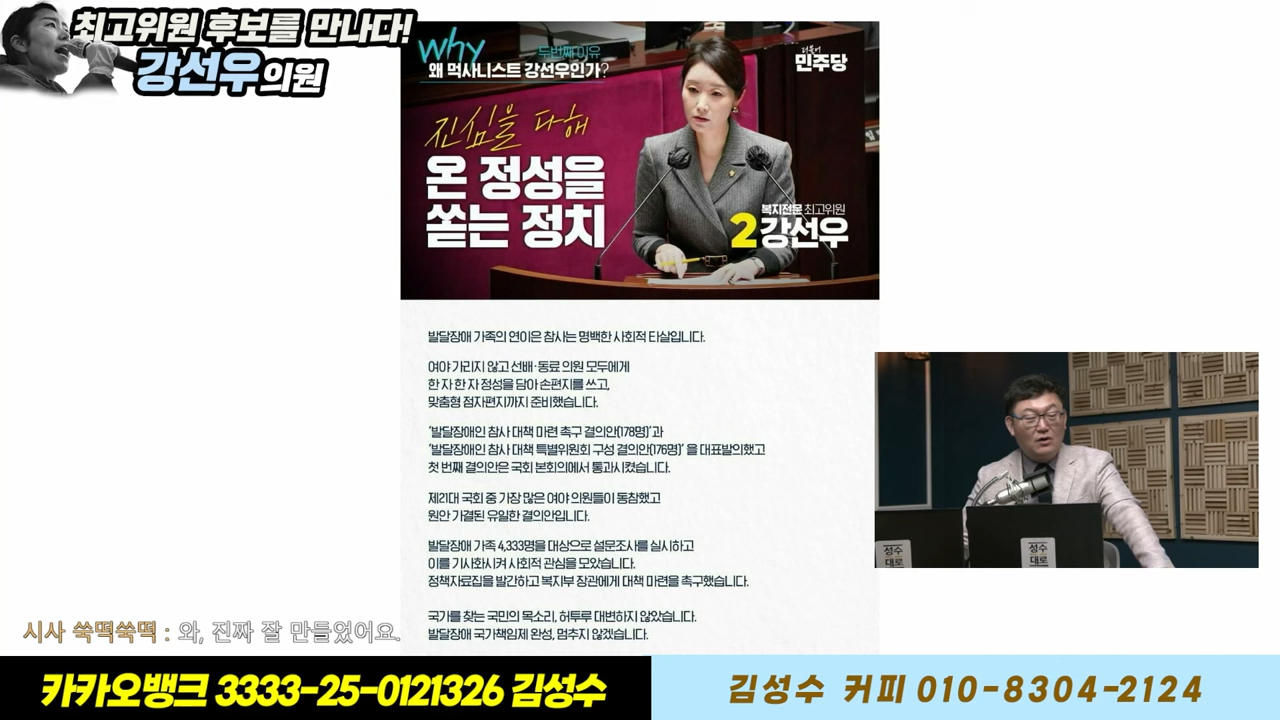 최고위원 후보를 만나다!
강선우의원
Why 두번째 이유
왜 먹사니스트 강선우인가?
더불어
민주당
진심을 다해
온 정성을
쏟는 정치
복지전문 최고위원
2 강선우
발달장애 가족의 연이은 참사는 명백한 사회적 타살입니다.
여야 가리지 않고 선배·동료 의원 모두에게
한 자 한 자 정성을 담아 손편지를 쓰고,
맞춤형 점자편지까지 준비했습니다.
‘발달장애인 참사 대책 마련 촉구 결의안(178명)’과
‘발달장애인 참사 대책 특별위원회 구성 결의안(176명)’ 을 대표발의했고
첫 번째 결의안은 국회 본회의에서 통과시켰습니다.
제21대 국회 중 가장 많은 여야 의원들이 동참했고
원안 가결된 유일한 결의안입니다.
발달장애 가족 4,333명을 대상으로 설문조사를 실시하고
이를 기사화시켜 사회적 관심을 모았습니다.
정책자료집을 발간하고 복지부 장관에게 대책 마련을 촉구했습니다.
국가를 찾는 국민의 목소리, 허투루 대변하지 않았습니다.
발달장애 국가책임제 완성, 멈추지 않겠습니다.
성수
대로
성수
대로
시사 쑥떡쑥떡 : 와, 진짜 잘 만들었어요.
카카오뱅크 3333-25-0121326 김성수
김성수 커피 010-8304-2124